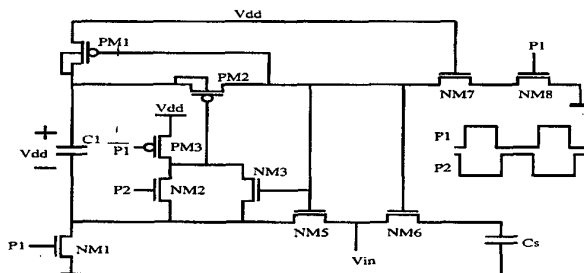 Vdd
PM1
P1
PM2
NM7
NM8
Vdd
+
Vdd
−
C1
P1
PM3
P1
P2
NM2
NM3
P2
P1
NM1
NM5
NM6
Vin
Cs